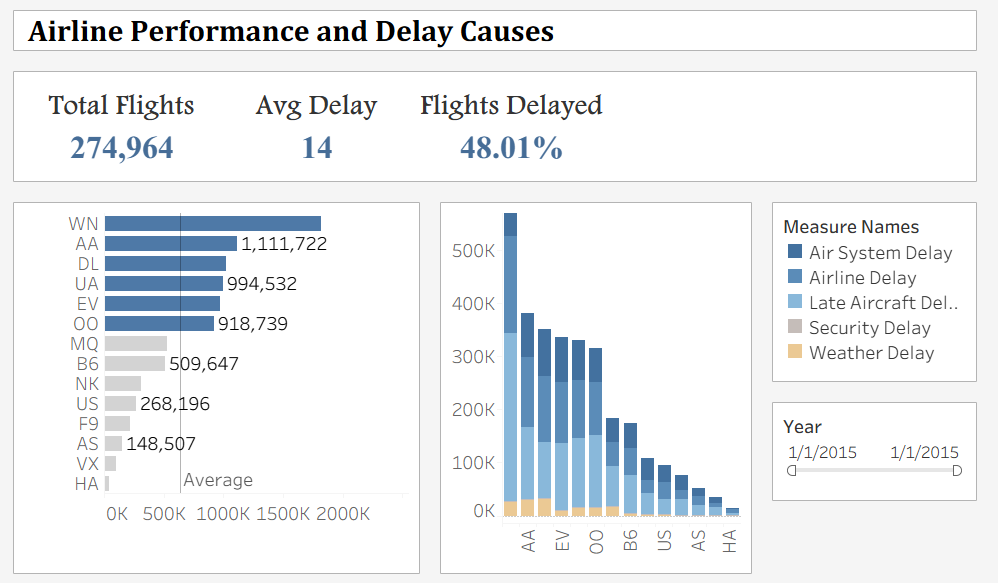 Airline Performance and Delay Causes
Total Flights
Avg Delay
Flights Delayed
274,964
14
48.01%
WN
AA 1,111,722
DL
UA 994,532
EV
OO 918,739
MQ
B6 509,647
NK
US 268,196
F9
AS 148,507
VX
HA
Average
0K 500K 1000K 1500K 2000K
500K
400K
300K
200K
100K
0K
AA EV OO B6 US AS HA
Measure Names
Air System Delay
Airline Delay
Late Aircraft Del..
Security Delay
Weather Delay
Year
1/1/2015 1/1/2015